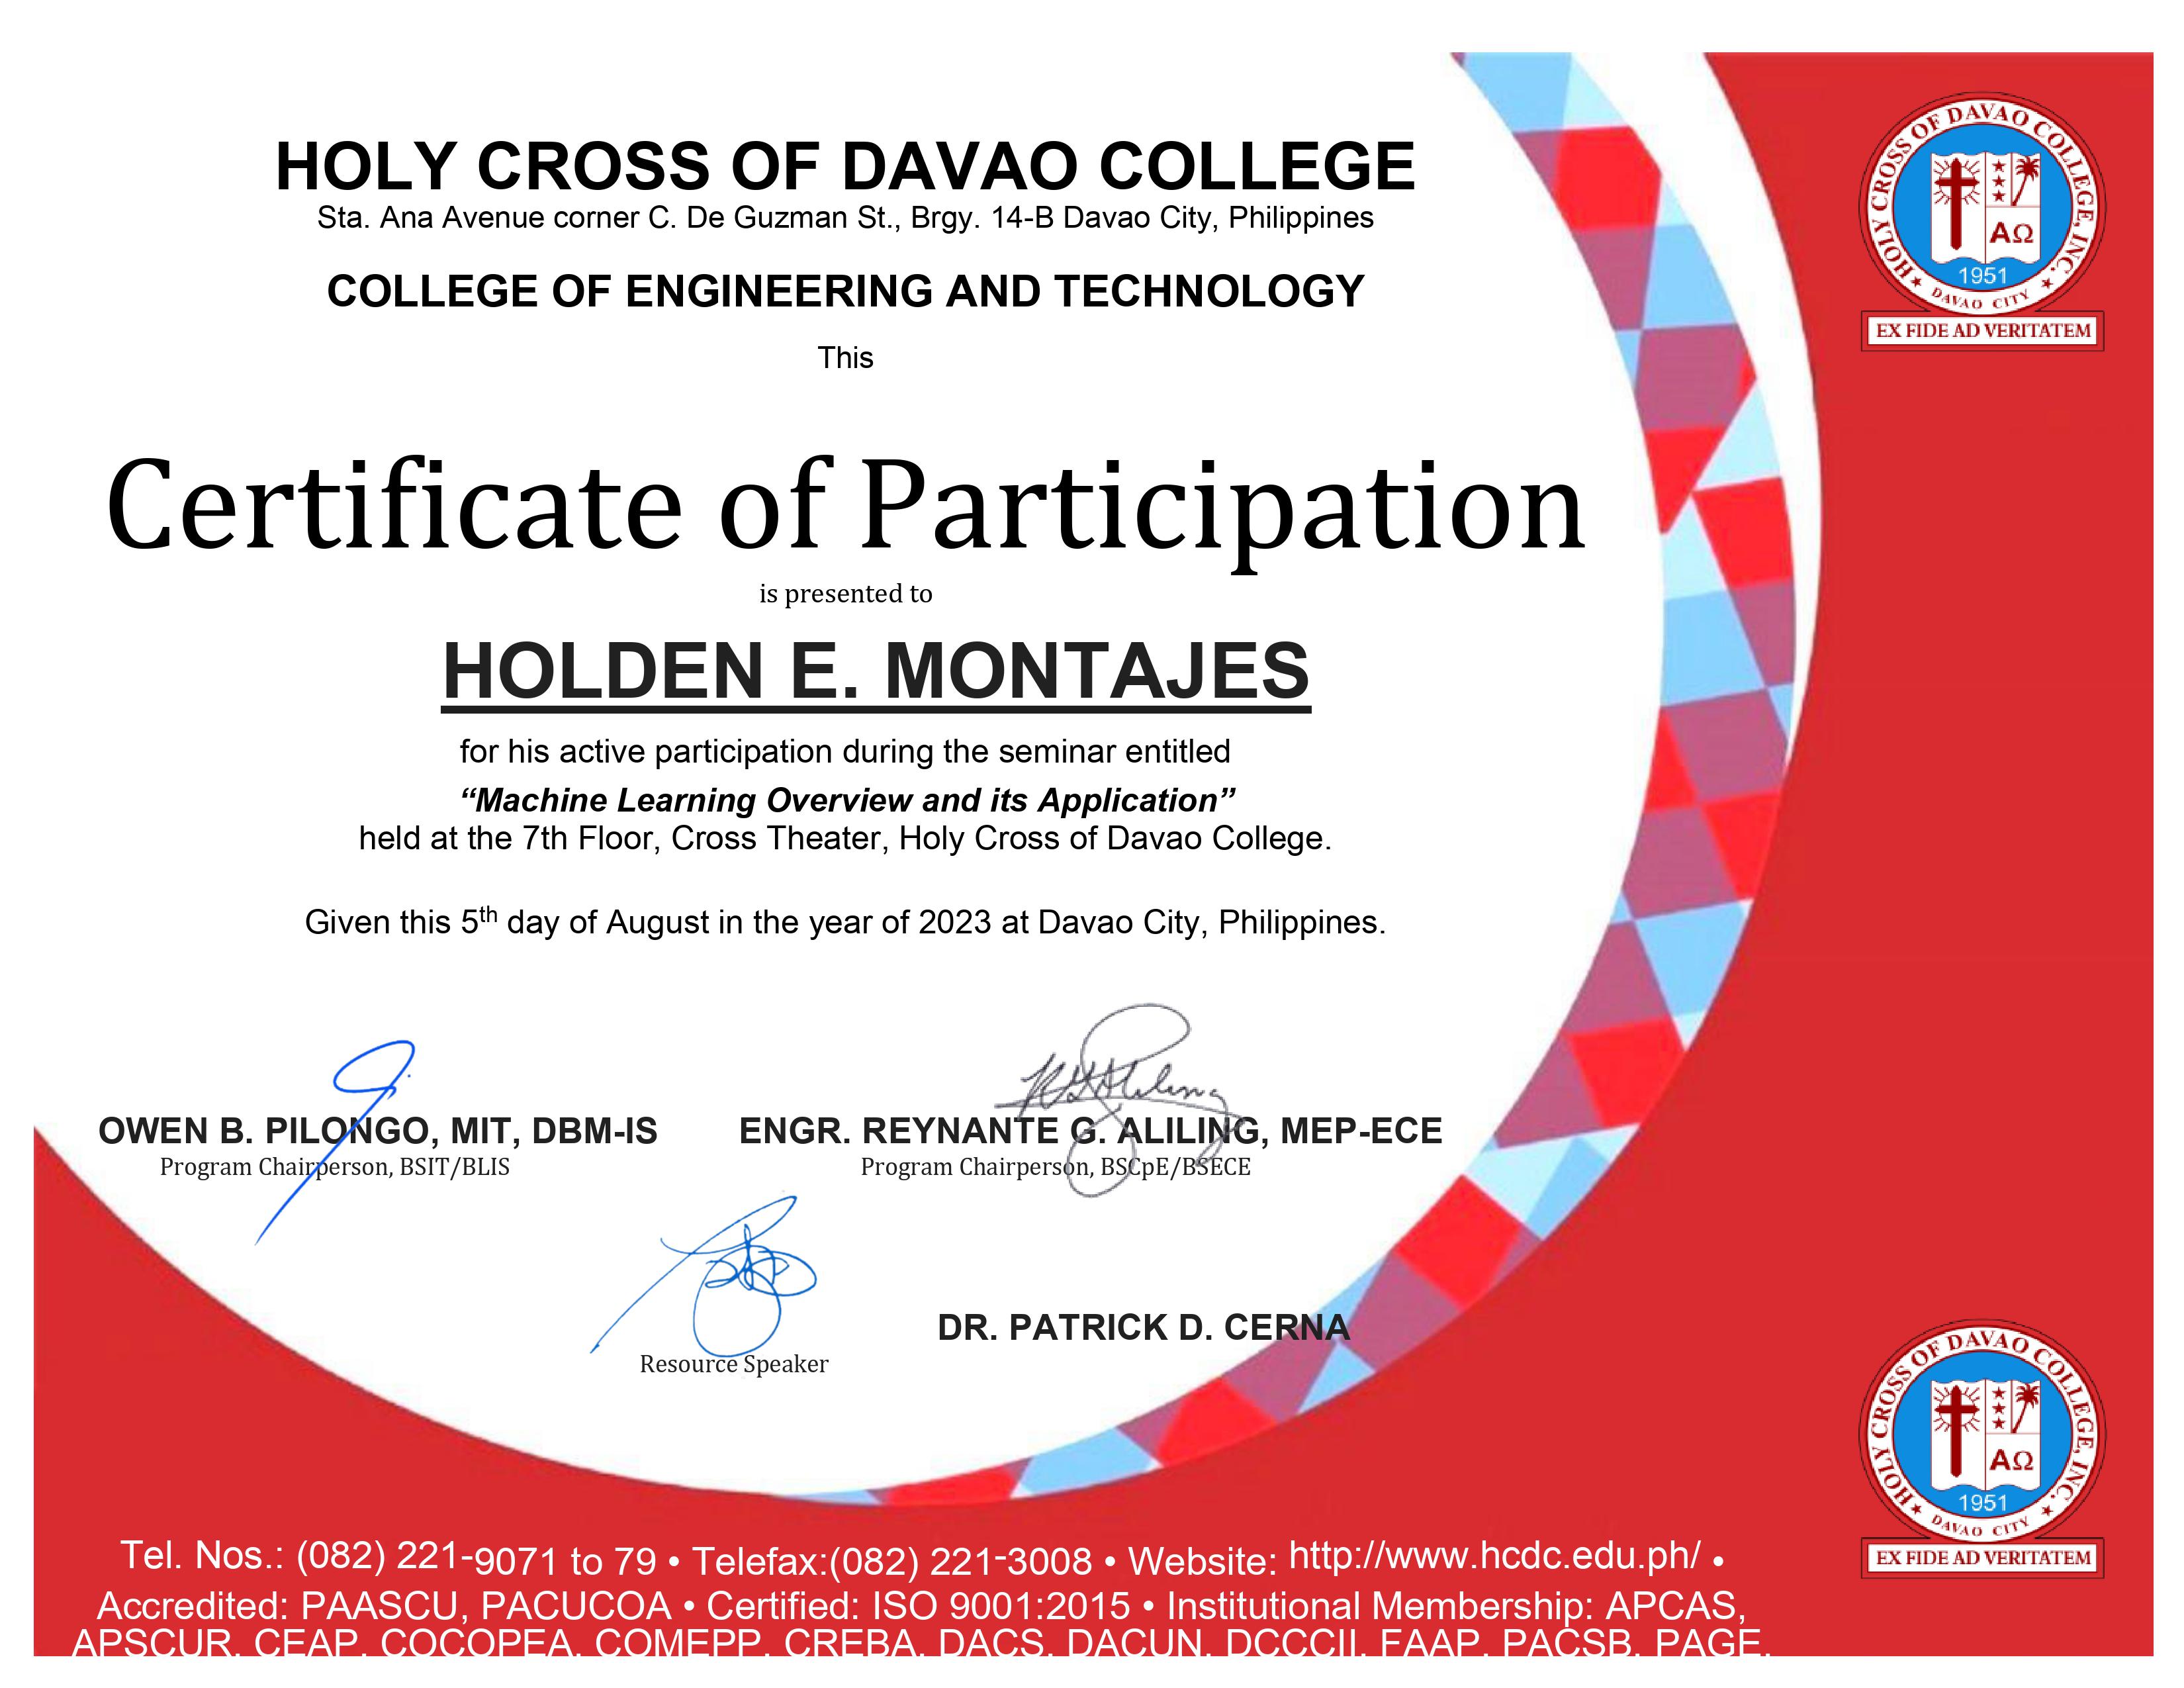 HOLY CROSS OF DAVAO COLLEGE
Sta. Ana Avenue corner C. De Guzman St., Brgy. 14-B Davao City, Philippines
COLLEGE OF ENGINEERING AND TECHNOLOGY
This
Certificate of Participation
is presented to
HOLDEN E. MONTAJES
for his active participation during the seminar entitled
“Machine Learning Overview and its Application”
held at the 7th Floor, Cross Theater, Holy Cross of Davao College.
Given this 5th day of August in the year of 2023 at Davao City, Philippines.
OWEN B. PILONGO, MIT, DBM-IS
Program Chairperson, BSIT/BLIS
ENGR. REYNANTE G. ALILING, MEP-ECE
Program Chairperson, BSCpE/BSECE
DR. PATRICK D. CERNA
Resource Speaker
HOLY CROSS OF DAVAO COLLEGE, INC.
ΑΩ
1951
DAVAO CITY
EX FIDE AD VERITATEM
HOLY CROSS OF DAVAO COLLEGE, INC.
ΑΩ
1951
DAVAO CITY
EX FIDE AD VERITATEM
Tel. Nos.: (082) 221-9071 to 79 • Telefax:(082) 221-3008 • Website: http://www.hcdc.edu.ph/ •
Accredited: PAASCU, PACUCOA • Certified: ISO 9001:2015 • Institutional Membership: APCAS,
APSCUR, CEAP, COCOPEA, COMEPP, CREBA, DACS, DACUN, DCCCII, FAAP, PACSB, PAGE,